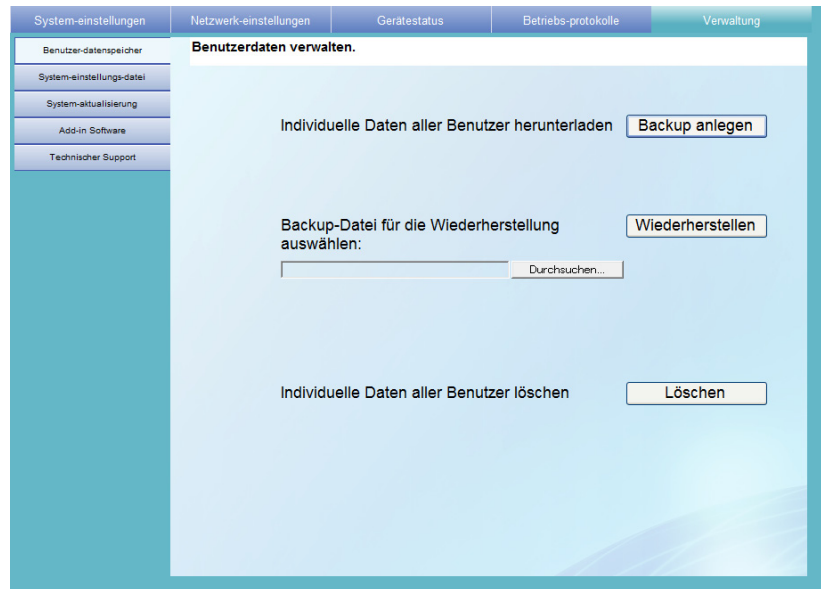 System-einstellungen Netzwerk-einstellungen Gerätestatus Betriebs-protokolle Verwaltung
Benutzer-datenspeicher
System-einstellungs-datei
System-aktualisierung
Add-in Software
Technischer Support
Benutzerdaten verwalten.
Individuelle Daten aller Benutzer herunterladen Backup anlegen
Backup-Datei für die Wiederherstellung
auswählen:
Wiederherstellen
Durchsuchen...
Individuelle Daten aller Benutzer löschen Löschen